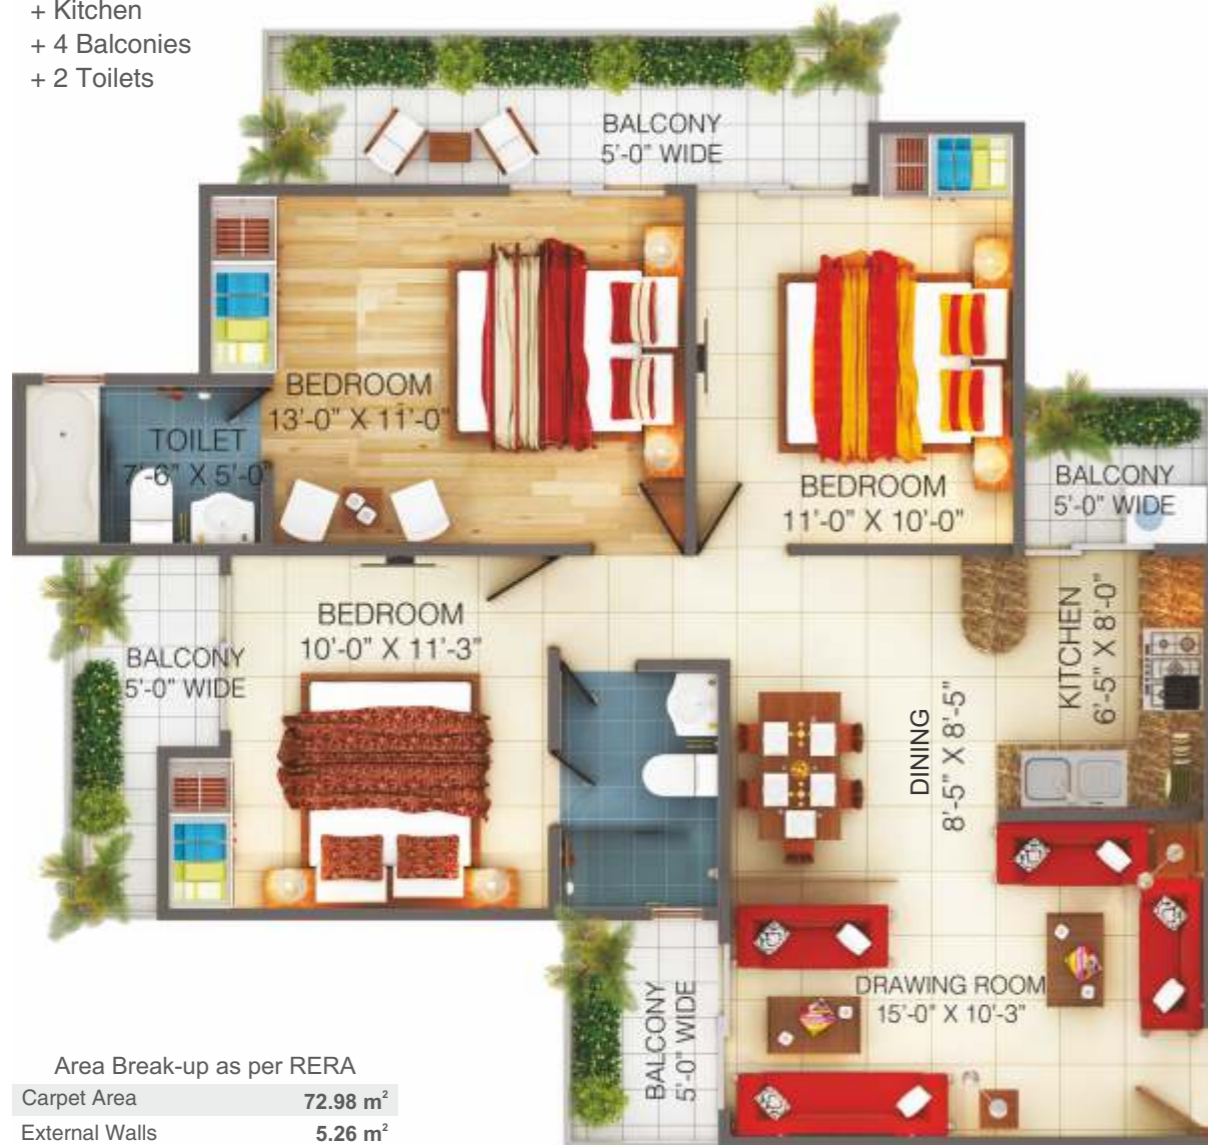 + Kitchen
+ 4 Balconies
+ 2 Toilets
BALCONY
5'-0" WIDE
BEDROOM
13'-0" X 11'-0"
TOILET
7'-6" X 5'-0"
BEDROOM
11'-0" X 10'-0"
BALCONY
5'-0" WIDE
BEDROOM
10'-0" X 11'-3"
BALCONY
5'-0" WIDE
KITCHEN
6'-5" X 8'-0"
DINING
8'-5" X 8'-5"
DRAWING ROOM
15'-0" X 10'-3"
BALCONY
5'-0" WIDE
Area Break-up as per RERA
Carpet Area 72.98 m²
External Walls 5.26 m²